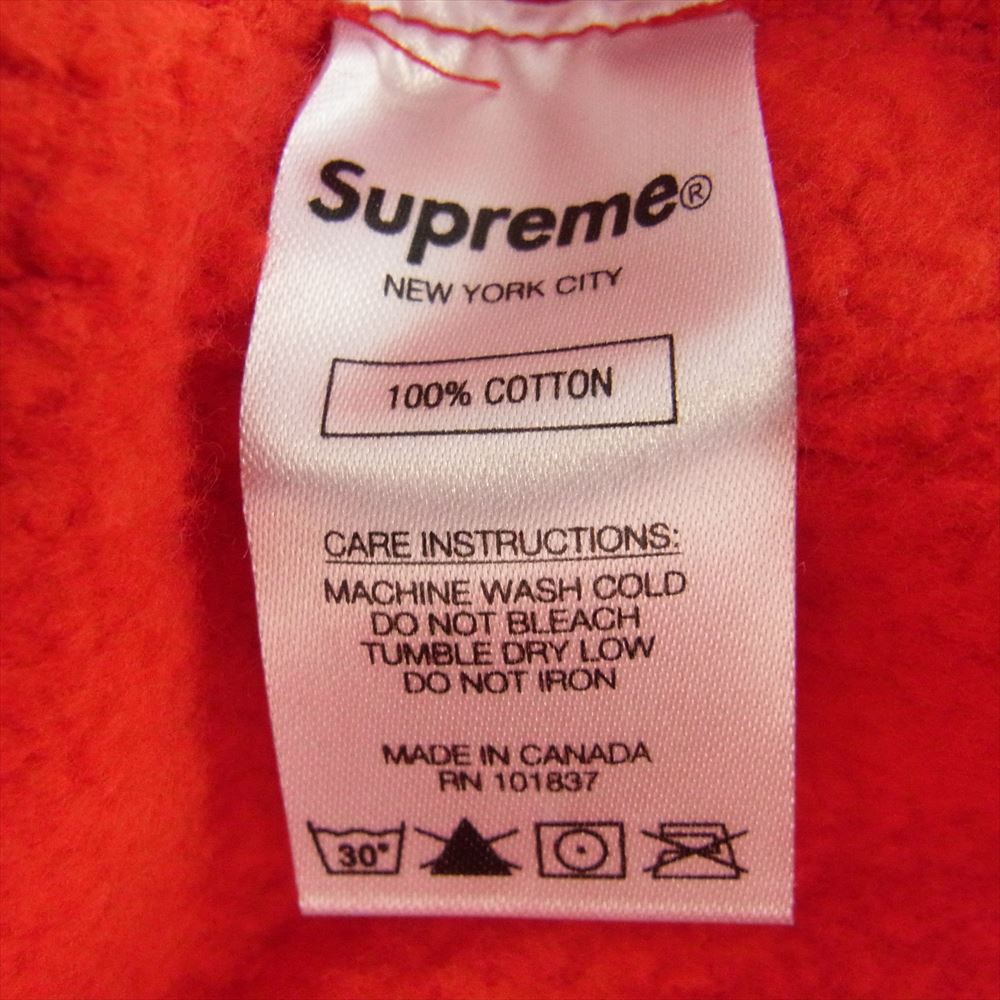 Supreme®
NEW YORK CITY
100% COTTON
CARE INSTRUCTIONS:
MACHINE WASH COLD
DO NOT BLEACH
TUMBLE DRY LOW
DO NOT IRON
MADE IN CANADA
RN 101837
30°